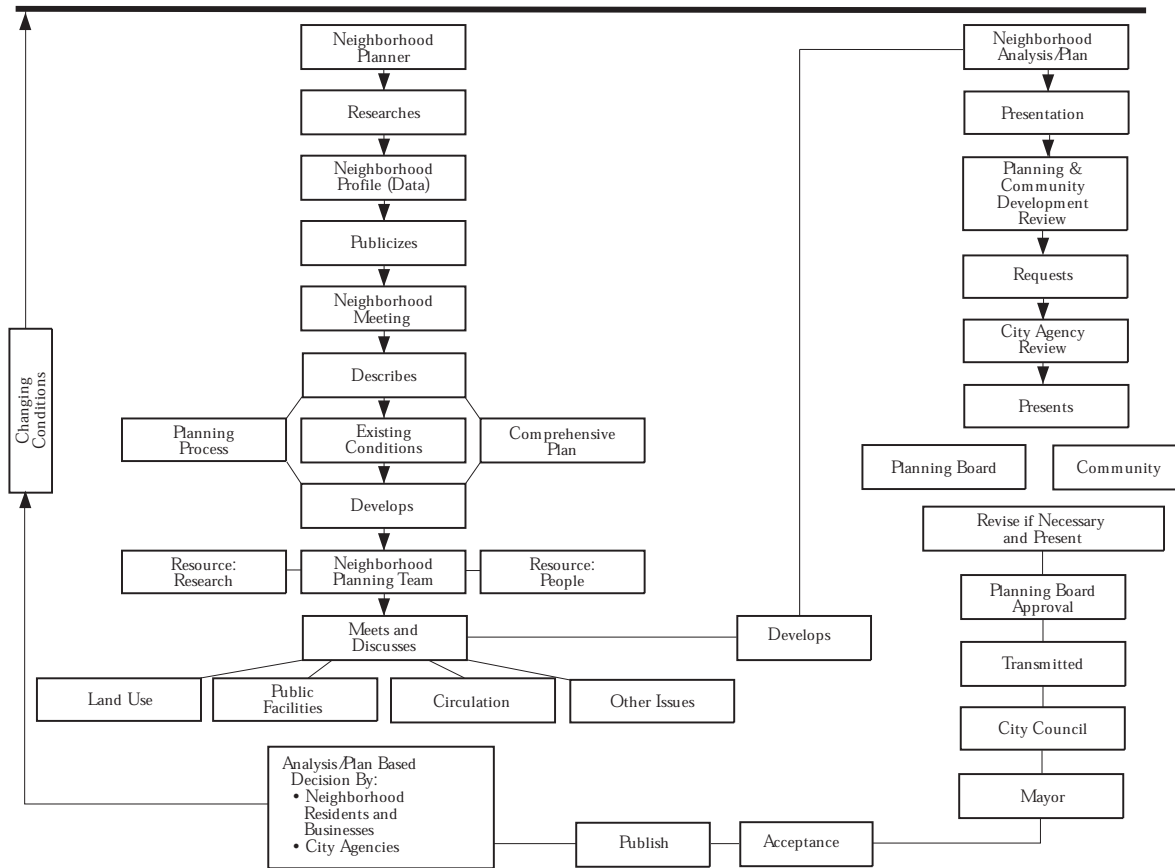 Neighborhood
Planner
Researches
Neighborhood
Profile (Data)
Publicizes
Neighborhood
Meeting
Describes
Planning
Process
Existing
Conditions
Comprehensive
Plan
Develops
Resource:
Research
Neighborhood
Planning Team
Resource:
People
Meets and
Discusses
Land Use
Public
Facilities
Circulation
Other Issues
Develops
Neighborhood
Analysis/Plan
Presentation
Planning &
Community
Development
Review
Requests
City Agency
Review
Presents
Planning Board
Community
Revise if Necessary
and Present
Planning Board
Approval
Transmitted
City Council
Mayor
Acceptance
Publish
Analysis/Plan Based
Decision By:
• Neighborhood
Residents and
Businesses
• City Agencies
Changing
Conditions